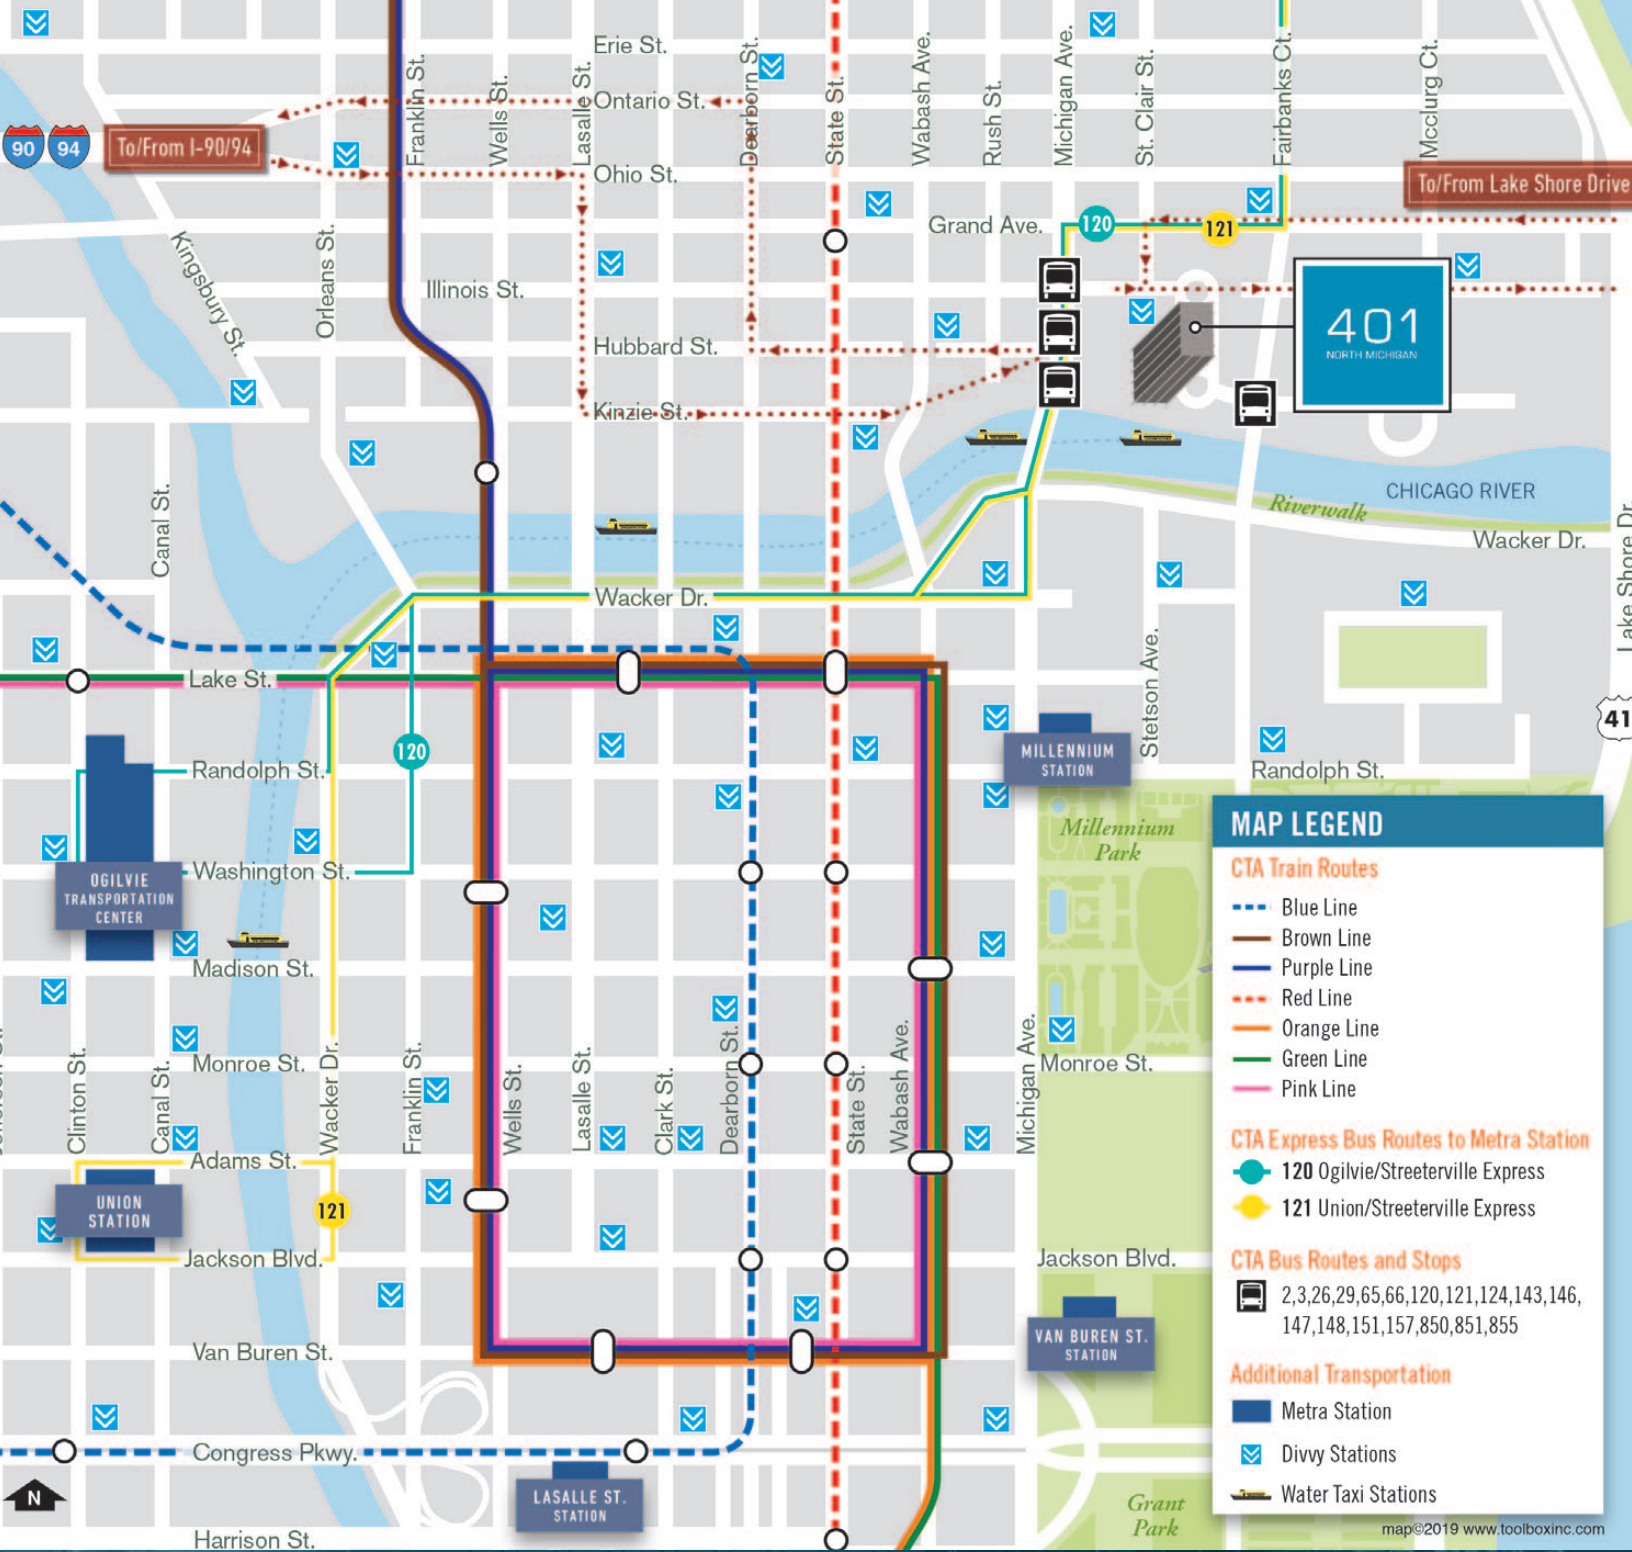 Erie St.
Ontario St.
Ohio St.
Franklin St.
Wells St.
Lasalle St.
Dearborn St.
State St.
Wabash Ave.
Rush St.
Michigan Ave.
St. Clair St.
Fairbanks Ct.
Mcclurg Ct.
90
94
To/From I-90/94
To/From Lake Shore Drive
Grand Ave.
120
121
Kingsbury St.
Orleans St.
Illinois St.
Hubbard St.
Kinzie St.
401
NORTH MICHIGAN
Canal St.
CHICAGO RIVER
Riverwalk
Wacker Dr.
Lake Shore Dr.
Wacker Dr.
Lake St.
Stetson Ave.
41
120
MILLENNIUM
STATION
Randolph St.
Randolph St.
Millennium
Park
OGILVIE
TRANSPORTATION
CENTER
Washington St.
Madison St.
Monroe St.
Monroe St.
Clinton St.
Canal St.
Wacker Dr.
Franklin St.
Wells St.
Lasalle St.
Clark St.
Dearborn St.
State St.
Wabash Ave.
Michigan Ave.
Adams St.
UNION
STATION
121
Jackson Blvd.
Jackson Blvd.
VAN BUREN ST.
STATION
Van Buren St.
Congress Pkwy.
N
LASALLE ST.
STATION
Harrison St.
Grant
Park
MAP LEGEND
CTA Train Routes
Blue Line
Brown Line
Purple Line
Red Line
Orange Line
Green Line
Pink Line
CTA Express Bus Routes to Metra Station
120 Ogilvie/Streeterville Express
121 Union/Streeterville Express
CTA Bus Routes and Stops
2,3,26,29,65,66,120,121,124,143,146,
147,148,151,157,850,851,855
Additional Transportation
Metra Station
Divvy Stations
Water Taxi Stations
map©2019 www.toolboxinc.com